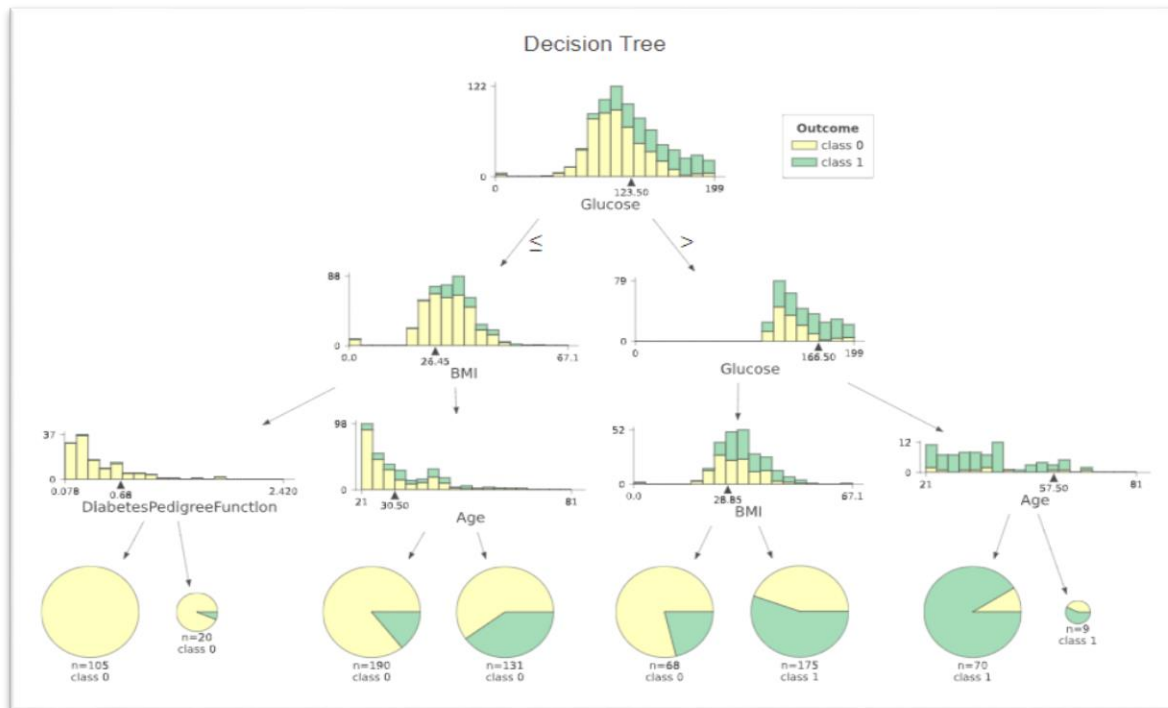 Decision Tree
122
0
0
123.50
199
Glucose
Outcome
class 0
class 1
≤
>
88
0
0.0
26.45
67.1
BMI
79
0
0
166.50
199
Glucose
37
0
0.078
0.68
2.420
DiabetesPedigreeFunction
98
0
21
30.50
81
Age
52
0
0.0
28.85
67.1
BMI
12
0
21
57.50
81
Age
n=105
class 0
n=20
class 0
n=190
class 0
n=131
class 0
n=68
class 0
n=175
class 1
n=70
class 1
n=9
class 1